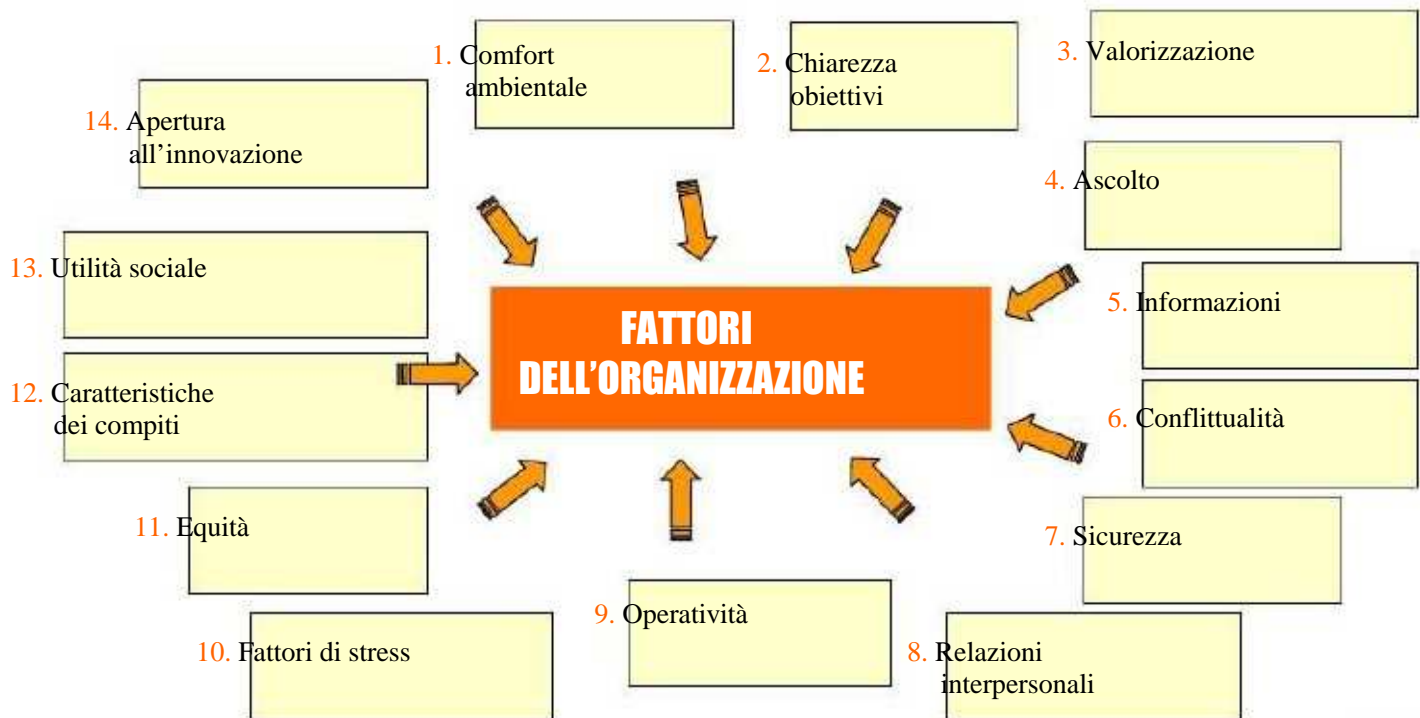 1. Comfort
ambientale
2. Chiarezza
obiettivi
3. Valorizzazione
4. Ascolto
5. Informazioni
6. Conflittualità
7. Sicurezza
8. Relazioni
interpersonali
9. Operatività
10. Fattori di stress
11. Equità
12. Caratteristiche
dei compiti
13. Utilità sociale
14. Apertura
all’innovazione
FATTORI
DELL’ORGANIZZAZIONE